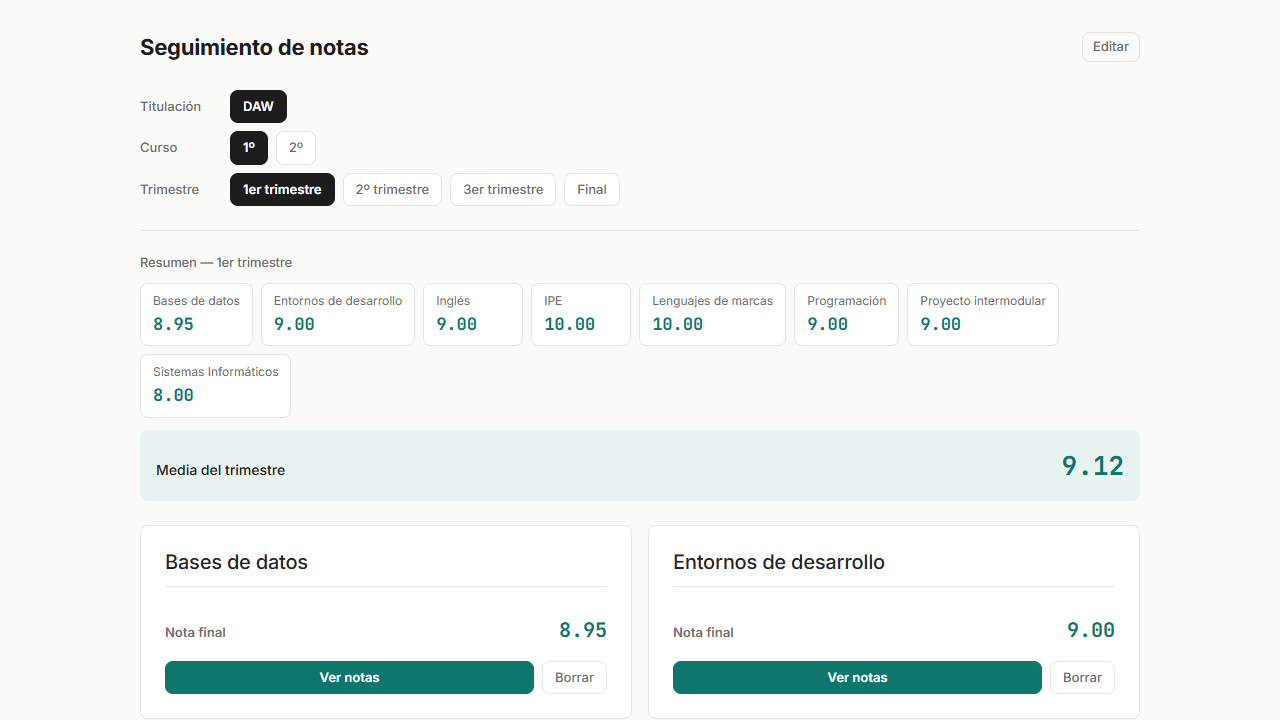 Seguimiento de notas
Editar
Titulación DAW
Curso 1º 2º
Trimestre 1er trimestre 2º trimestre 3er trimestre Final
Resumen — 1er trimestre
Bases de datos Entornos de desarrollo Inglés IPE Lenguajes de marcas Programación Proyecto intermodular
8.95 9.00 9.00 10.00 10.00 9.00 9.00
Sistemas Informáticos
8.00
Media del trimestre 9.12
Bases de datos
Nota final 8.95
Ver notas Borrar
Entornos de desarrollo
Nota final 9.00
Ver notas Borrar